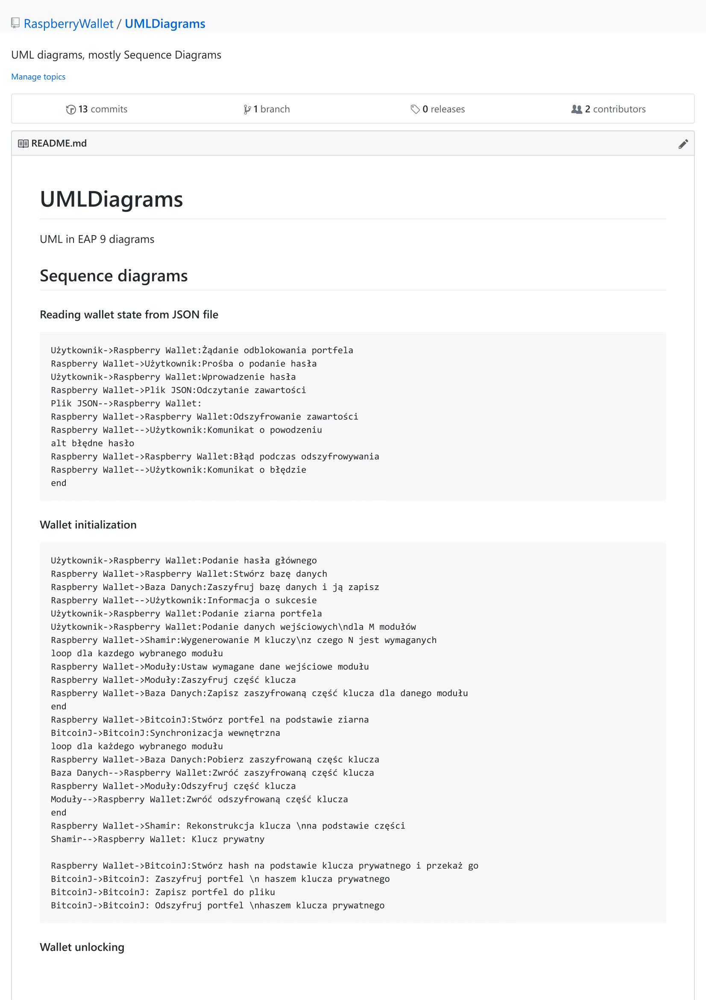 RaspberryWallet / UMLDiagrams
UML diagrams, mostly Sequence Diagrams
Manage topics
13 commits
1 branch
0 releases
2 contributors
README.md
UMLDiagrams
UML in EAP 9 diagrams
Sequence diagrams
Reading wallet state from JSON file
Użytkownik->Raspberry Wallet:Żądanie odblokowania portfela
Raspberry Wallet->Użytkownik:Prośba o podanie hasła
Użytkownik->Raspberry Wallet:Wprowadzenie hasła
Raspberry Wallet->Plik JSON:Odczytanie zawartości
Plik JSON-->Raspberry Wallet:
Raspberry Wallet->Raspberry Wallet:Odszyfrowanie zawartości
Raspberry Wallet-->Użytkownik:Komunikat o powodzeniu
alt błędne hasło
Raspberry Wallet->Raspberry Wallet:Błąd podczas odszyfrowywania
Raspberry Wallet-->Użytkownik:Komunikat o błędzie
end
Wallet initialization
Użytkownik->Raspberry Wallet:Podanie hasła głównego
Raspberry Wallet->Raspberry Wallet:Stwórz bazę danych
Raspberry Wallet->Baza Danych:Zaszyfruj bazę danych i ją zapisz
Raspberry Wallet-->Użytkownik:Informacja o sukcesie
Użytkownik->Raspberry Wallet:Podanie ziarna portfela
Użytkownik->Raspberry Wallet:Podanie danych wejściowych\ndla M modułów
Raspberry Wallet->Shamir:Wygenerowanie M kluczy\nz czego N jest wymaganych
loop dla kazdego wybranego modułu
Raspberry Wallet->Moduły:Ustaw wymagane dane wejściowe modułu
Raspberry Wallet->Moduły:Zaszyfruj część klucza
Raspberry Wallet->Baza Danych:Zapisz zaszyfrowaną część klucza dla danego modułu
end
Raspberry Wallet->BitcoinJ:Stwórz portfel na podstawie ziarna
BitcoinJ->BitcoinJ:Synchronizacja wewnętrzna
loop dla każdego wybranego modułu
Raspberry Wallet->Baza Danych:Pobierz zaszyfrowaną częśc klucza
Baza Danych-->Raspberry Wallet:Zwróć zaszyfrowaną część klucza
Raspberry Wallet->Moduły:Odszyfruj część klucza
Moduły-->Raspberry Wallet:Zwróć odszyfrowaną część klucza
end
Raspberry Wallet->Shamir: Rekonstrukcja klucza \nna podstawie części
Shamir-->Raspberry Wallet: Klucz prywatny
Raspberry Wallet->BitcoinJ:Stwórz hash na podstawie klucza prywatnego i przekaż go
BitcoinJ->BitcoinJ: Zaszyfruj portfel \n haszem klucza prywatnego
BitcoinJ->BitcoinJ: Zapisz portfel do pliku
BitcoinJ->BitcoinJ: Odszyfruj portfel \nhaszem klucza prywatnego
Wallet unlocking